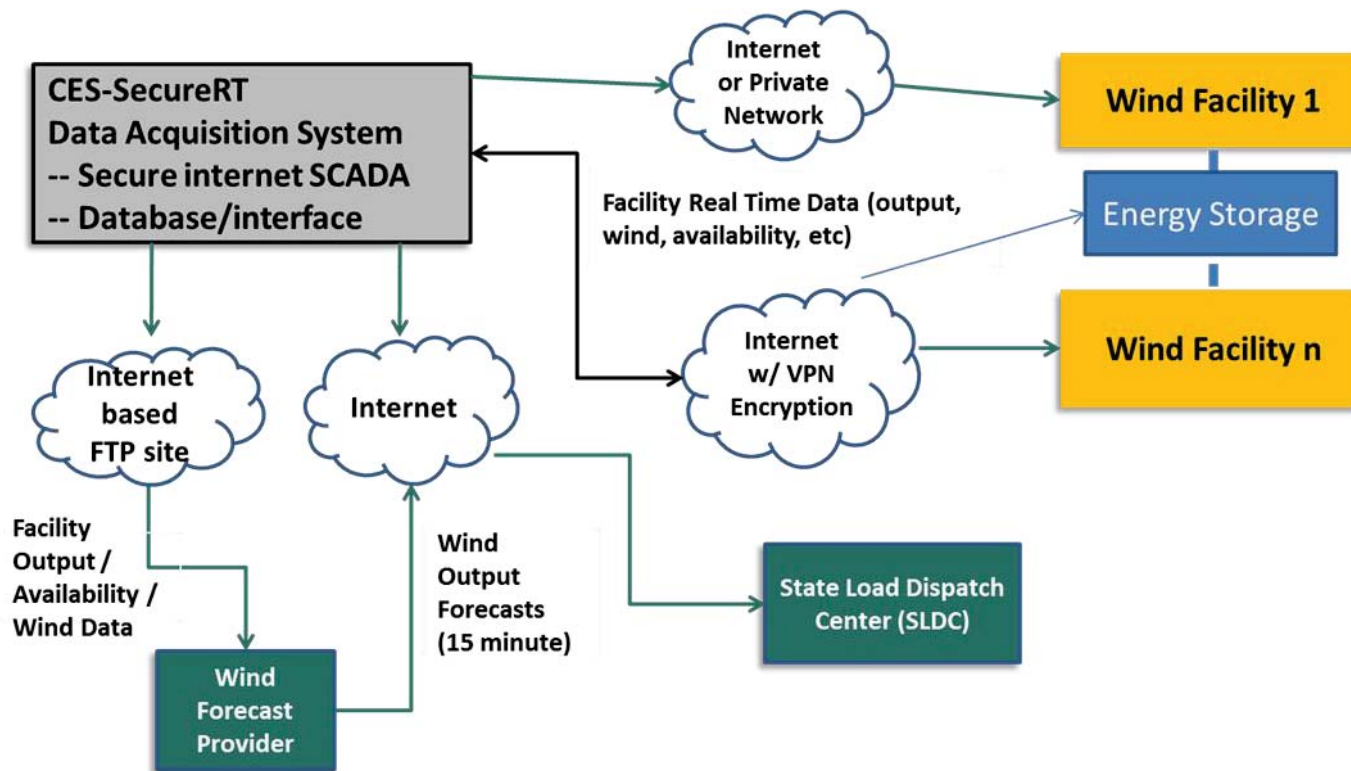 CES-SecureRT
Data Acquisition System
-- Secure internet SCADA
-- Database/interface
Internet
or Private
Network
Wind Facility 1
Facility Real Time Data (output,
wind, availability, etc)
Energy Storage
Internet
w/ VPN
Encryption
Wind Facility n
Internet
based
FTP site
Internet
Facility
Output /
Availability /
Wind Data
Wind
Output
Forecasts
(15 minute)
State Load Dispatch
Center (SLDC)
Wind
Forecast
Provider